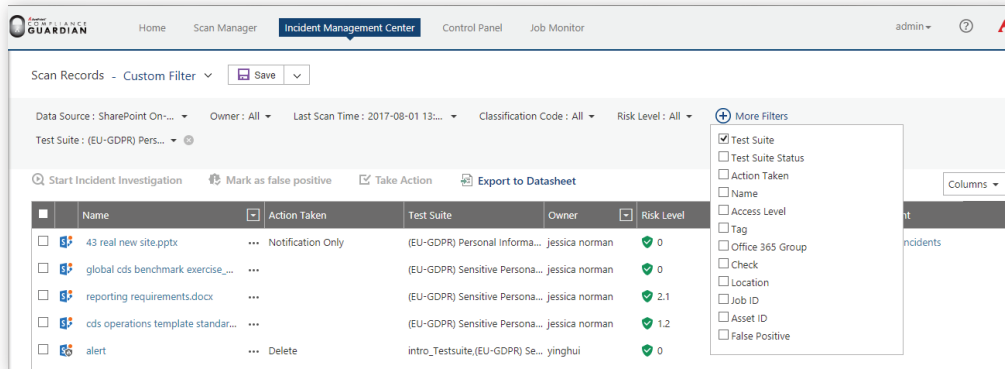 COMPLIANCE
GUARDIAN
Home Scan Manager Incident Management Center Control Panel Job Monitor admin
Scan Records - Custom Filter Save
Data Source : SharePoint On-... Owner : All Last Scan Time : 2017-08-01 13:... Classification Code : All Risk Level : All More Filters
Test Suite : (EU-GDPR) Pers...
Test Suite
Test Suite Status
Action Taken
Name
Access Level
Tag
Office 365 Group
Check
Location
Job ID
Asset ID
False Positive
Start Incident Investigation Mark as false positive Take Action Export to Datasheet Columns
Name Action Taken Test Suite Owner Risk Level nt
43 real new site.pptx ... Notification Only (EU-GDPR) Personal Informa... jessica norman 0 ncidents
global cds benchmark exercise_... ... (EU-GDPR) Sensitive Persona... jessica norman 0
reporting requirements.docx ... (EU-GDPR) Sensitive Persona... jessica norman 2.1
cds operations template standar... ... (EU-GDPR) Sensitive Persona... jessica norman 1.2
alert ... Delete intro_Testsuite,(EU-GDPR) Se... yinghui 0